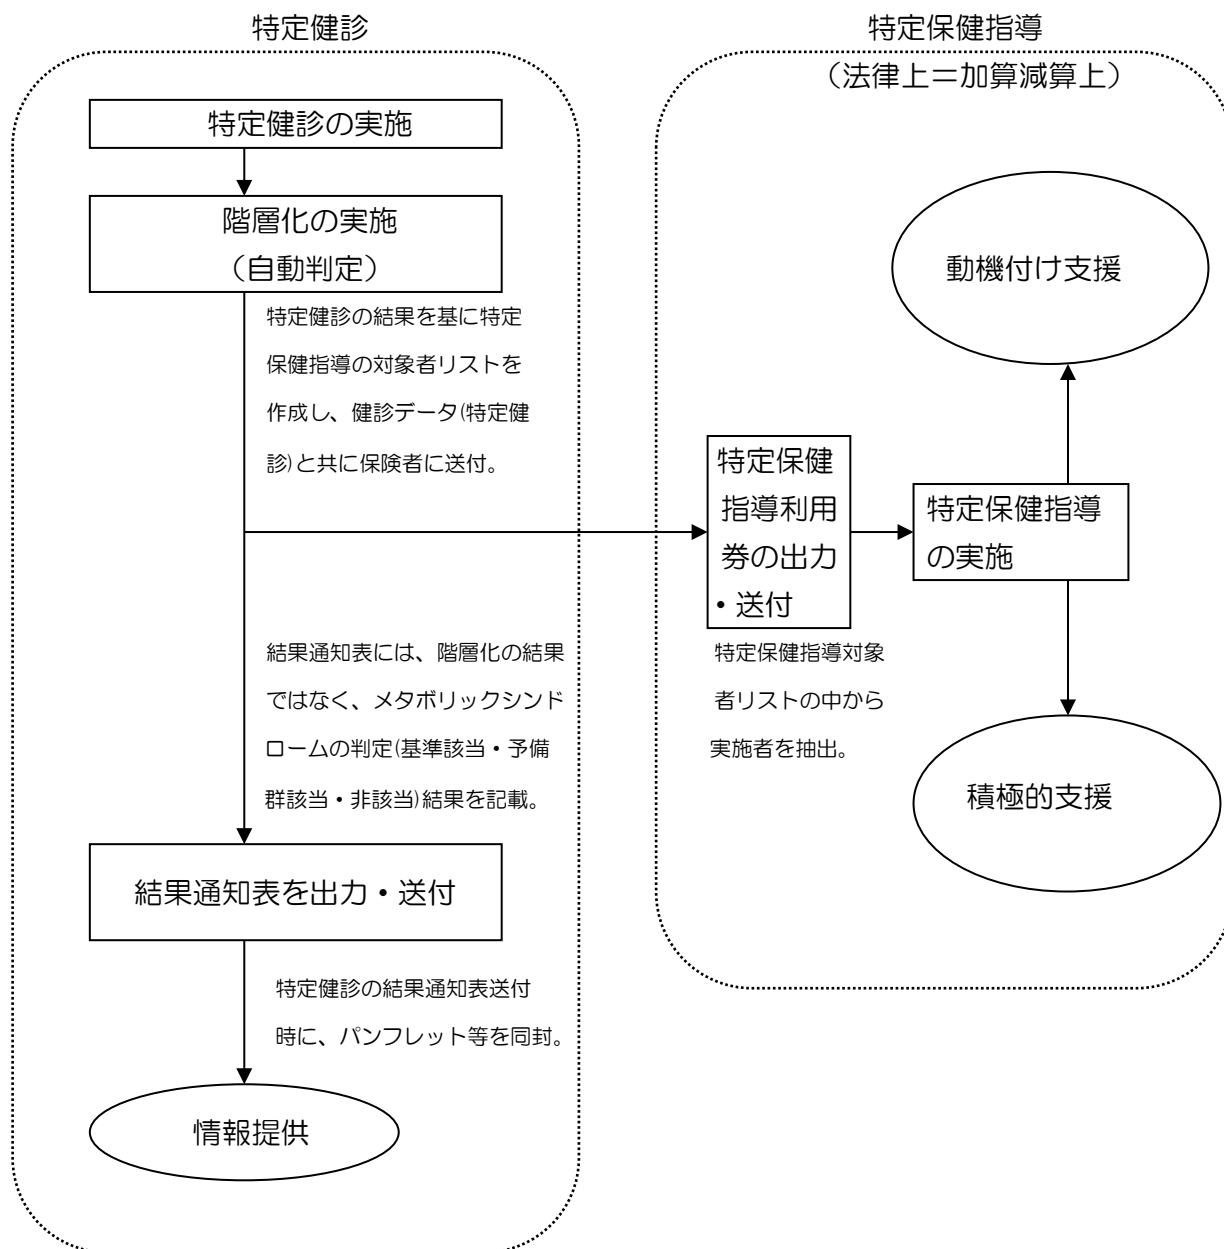 特定健診
特定健診の実施
階層化の実施
（自動判定）
特定健診の結果を基に特定
保健指導の対象者リストを
作成し、健診データ(特定健
診)と共に保険者に送付。
結果通知表には、階層化の結果
ではなく、メタボリックシンド
ロームの判定(基準該当・予備
群該当・非該当)結果を記載。
結果通知表を出力・送付
特定健診の結果通知表送付
時に、パンフレット等を同封。
情報提供
特定保健指導
（法律上＝加算減算上）
特定保健
指導利用
券の出力
・送付
特定保健指導対象
者リストの中から
実施者を抽出。
特定保健指導
の実施
動機付け支援
積極的支援